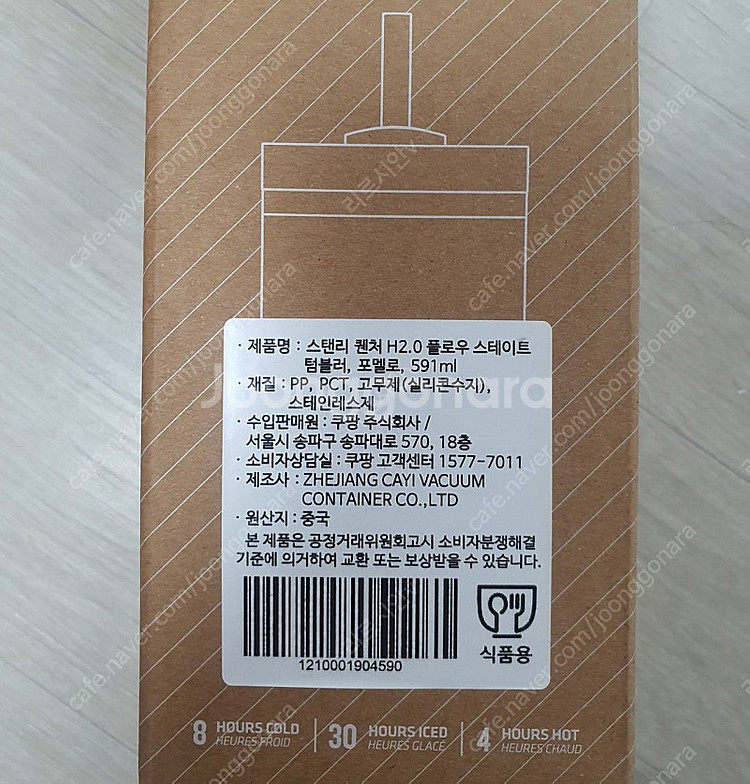 · 제품명 : 스탠리 퀜처 H2.0 플로우 스테이트
텀블러, 포멜로, 591ml
· 재질 : PP, PCT, 고무제(실리콘수지),
스테인레스제
· 수입판매원 : 쿠팡 주식회사 /
서울시 송파구 송파대로 570, 18층
· 소비자상담실 : 쿠팡 고객센터 1577-7011
· 제조사 : ZHEJIANG CAYI VACUUM
CONTAINER CO.,LTD
· 원산지 : 중국
본 제품은 공정거래위원회고시 소비자분쟁해결
기준에 의거하여 교환 또는 보상받을 수 있습니다.
1210001904590
식품용
8 HOURS COLD
HEURES FROID
30 HOURS ICED
HEURES GLACÉ
4 HOURS HOT
HEURES CHAUD
Joonggonara
cafe.naver.com/joonggonara